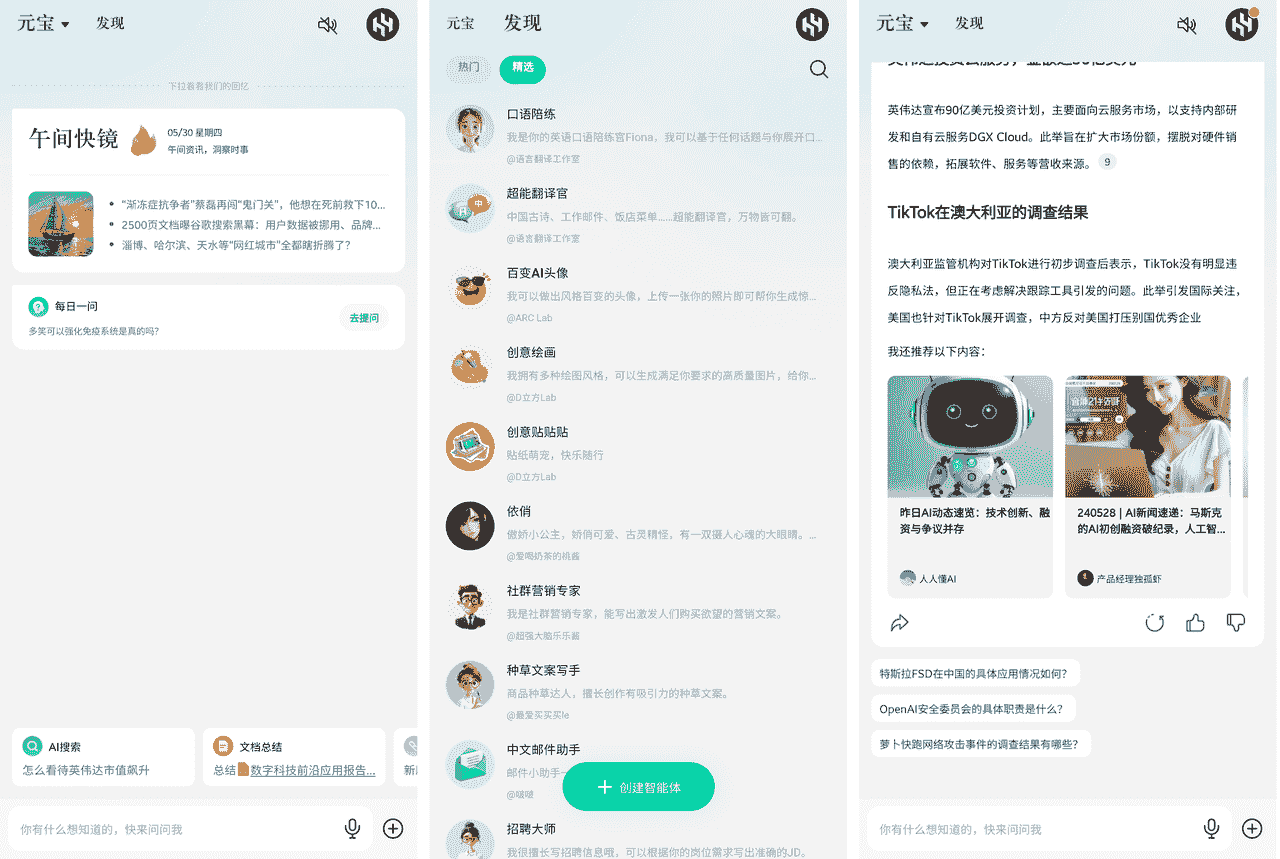 元宝
发现
下拉看看我们的回忆
午间快镜
05/30 星期四
午间资讯，洞察时事
“渐冻症抗争者”蔡磊再闯“鬼门关”，他想在死前救下10...
2500页文档曝谷歌搜索黑幕：用户数据被挪用、品牌...
淄博、哈尔滨、天水等“网红城市”全都瞎折腾了？
每日一问
多笑可以强化免疫系统是真的吗？
去提问
AI搜索
怎么看待英伟达市值飙升
文档总结
总结数字科技前沿应用报告...
你有什么想知道的，快来问问我
元宝
发现
热门
精选
口语陪练
我是你的英语口语陪练官Fiona，我可以基于任何话题与你展开口...
@语言翻译工作室
超能翻译官
中国古诗、工作邮件、饭店菜单......超能翻译官，万物皆可翻。
@语言翻译工作室
百变AI头像
我可以做出风格百变的头像，上传一张你的照片即可帮你生成惊...
@ARC Lab
创意绘画
我拥有多种绘图风格，可以生成满足你要求的高质量图片，给你...
@D立方Lab
创意贴贴贴
贴纸萌宠，快乐随行
@D立方Lab
依俏
傲娇小公主，娇俏可爱、古灵精怪，有一双摄人心魂的大眼睛。...
@爱喝奶茶的桃酱
社群营销专家
我是社群营销专家，能写出激发人们购买欲望的营销文案。
@超强大脑乐乐酱
种草文案写手
商品种草达人，擅长创作有吸引力的种草文案。
@最爱买买买le
中文邮件助手
邮件小助手
@啵啵
创建智能体
招聘大师
我很擅长写招聘信息哦，可以根据你的岗位需求写出准确的JD。
元宝
发现
英伟达宣布90亿美元投资计划，主要面向云服务市场，以支持内部研
发和自有云服务DGX Cloud。此举旨在扩大市场份额，摆脱对硬件销
售的依赖，拓展软件、服务等营收来源。 9
TikTok在澳大利亚的调查结果
澳大利亚监管机构对TikTok进行初步调查后表示，TikTok没有明显违
反隐私法，但正在考虑解决跟踪工具引发的问题。此举引发国际关注，
美国也针对TikTok展开调查，中方反对美国打压别国优秀企业
我还推荐以下内容：
昨日AI动态速览：技术创新、融
资与争议并存
人人懂AI
240528 | AI新闻速递：马斯克
的AI初创融资破纪录，人工智...
产品经理独孤虾
特斯拉FSD在中国的具体应用情况如何？
OpenAI安全委员会的具体职责是什么？
萝卜快跑网络攻击事件的调查结果有哪些？
你有什么想知道的，快来问问我